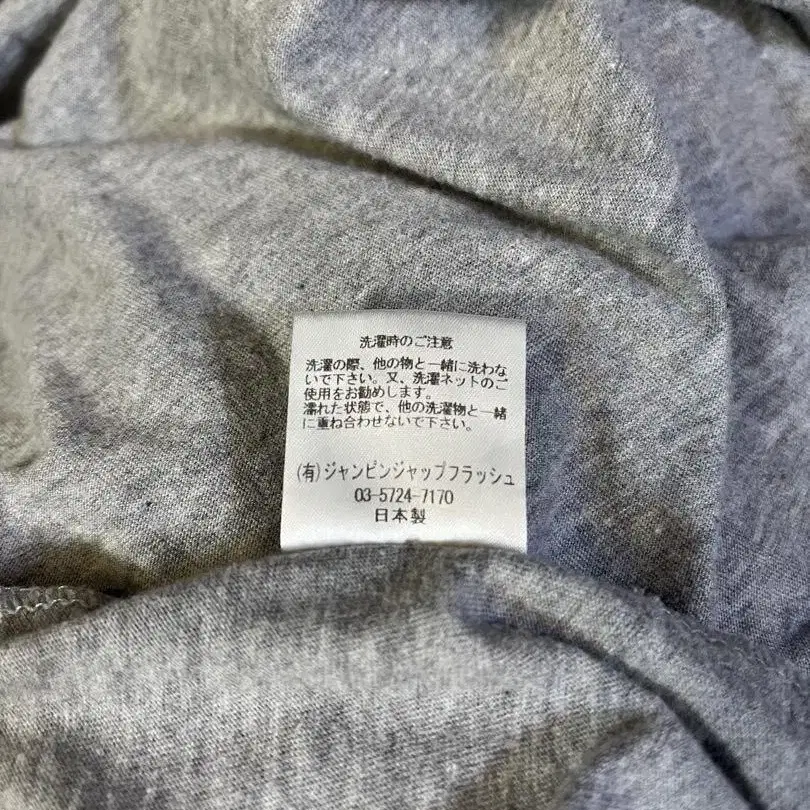 洗濯時のご注意
洗濯の際、他の物と一緒に洗わな
いで下さい。又、洗濯ネットのご
使用をお勧めします。
濡れた状態で、他の洗濯物と一緒
に重ね合わせないで下さい。
(有)ジャンピンジャップフラッシュ
03-5724-7170
日本製